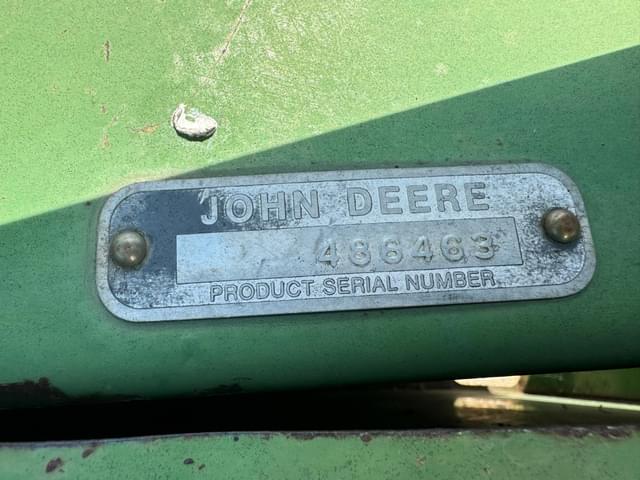 JOHN DEERE
486463
PRODUCT SERIAL NUMBER